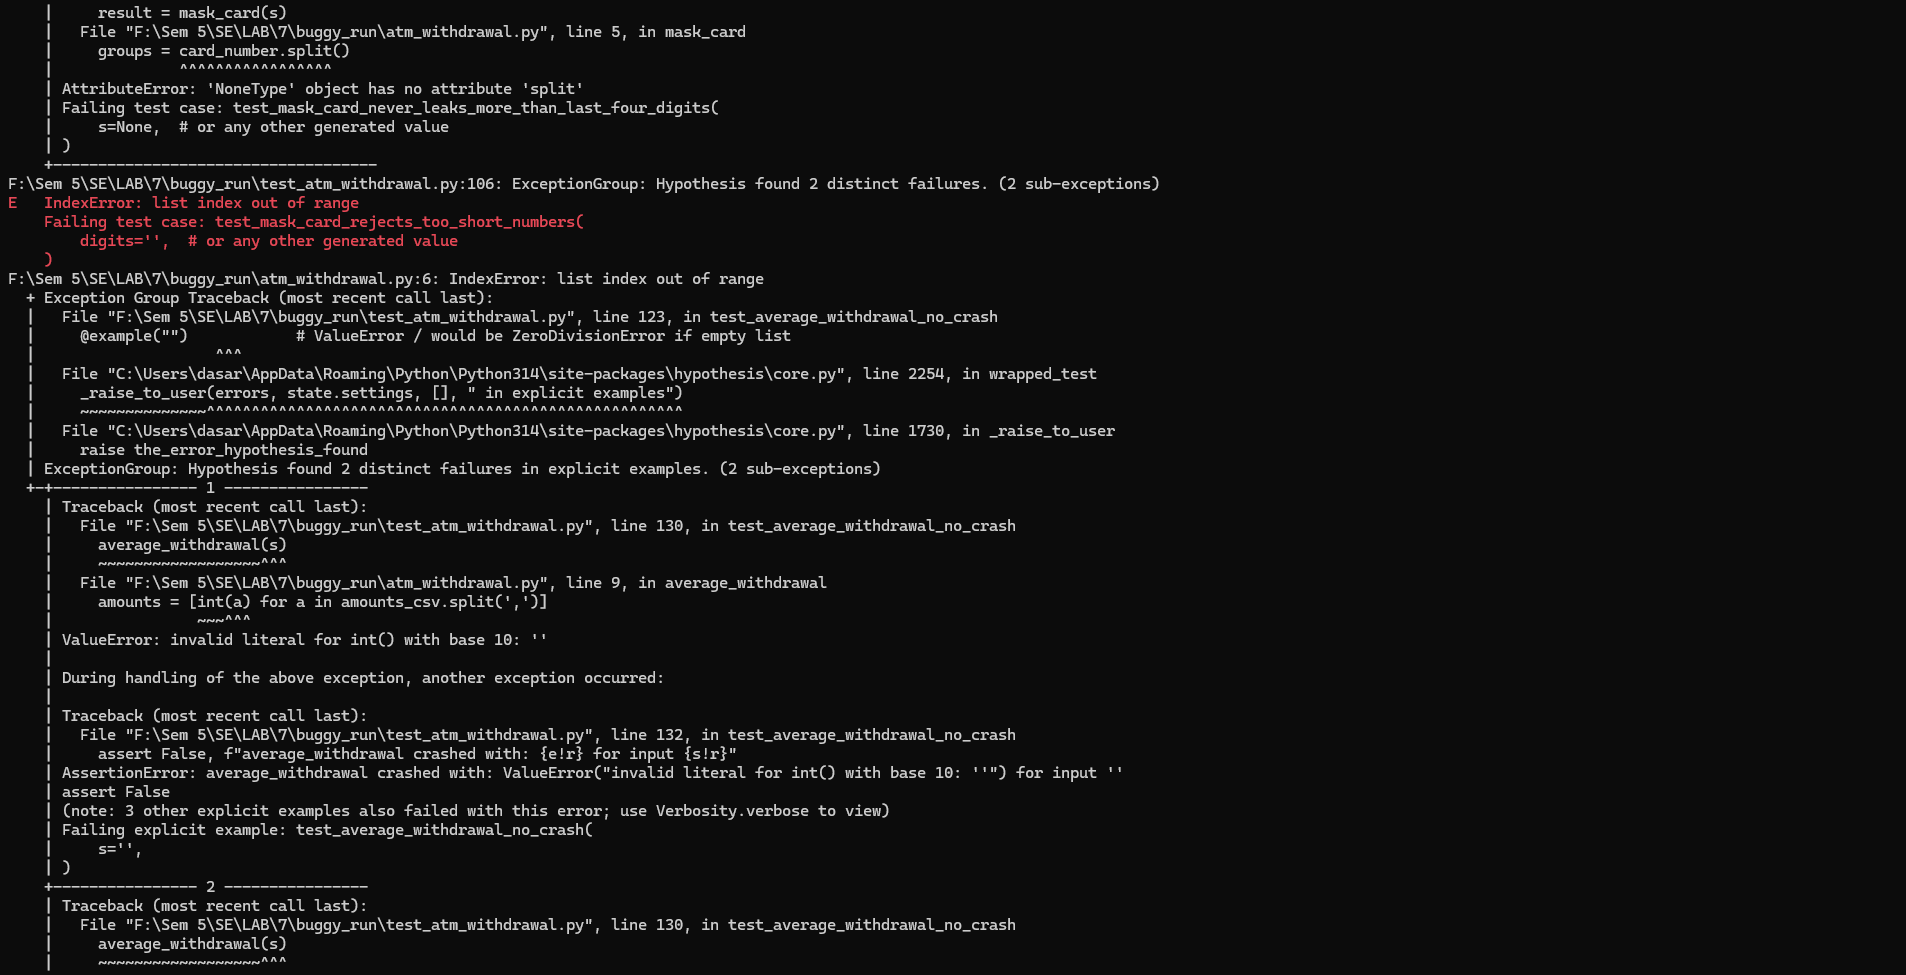 |     result = mask_card(s)
|   File "F:\Sem 5\SE\LAB\7\buggy_run\atm_withdrawal.py", line 5, in mask_card
|     groups = card_number.split()
|              ^^^^^^^^^^^^^^^^^
| AttributeError: 'NoneType' object has no attribute 'split'
| Failing test case: test_mask_card_never_leaks_more_than_last_four_digits(
|     s=None,  # or any other generated value
| )
+------------------------------------
F:\Sem 5\SE\LAB\7\buggy_run\test_atm_withdrawal.py:106: ExceptionGroup: Hypothesis found 2 distinct failures. (2 sub-exceptions)
E   IndexError: list index out of range
    Failing test case: test_mask_card_rejects_too_short_numbers(
        digits='',  # or any other generated value
    )
F:\Sem 5\SE\LAB\7\buggy_run\atm_withdrawal.py:6: IndexError: list index out of range
  + Exception Group Traceback (most recent call last):
  |   File "F:\Sem 5\SE\LAB\7\buggy_run\test_atm_withdrawal.py", line 123, in test_average_withdrawal_no_crash
  |     @example("")            # ValueError / would be ZeroDivisionError if empty list
  |                    ^^^
  |   File "C:\Users\dasar\AppData\Roaming\Python\Python314\site-packages\hypothesis\core.py", line 2254, in wrapped_test
  |     _raise_to_user(errors, state.settings, [], " in explicit examples")
  |     ~~~~~~~~~~~~~~^^^^^^^^^^^^^^^^^^^^^^^^^^^^^^^^^^^^^^^^^^^^^^^^^^^^^
  |   File "C:\Users\dasar\AppData\Roaming\Python\Python314\site-packages\hypothesis\core.py", line 1730, in _raise_to_user
  |     raise the_error_hypothesis_found
  | ExceptionGroup: Hypothesis found 2 distinct failures in explicit examples. (2 sub-exceptions)
  +-+---------------- 1 ----------------
    | Traceback (most recent call last):
    |   File "F:\Sem 5\SE\LAB\7\buggy_run\test_atm_withdrawal.py", line 130, in test_average_withdrawal_no_crash
    |     average_withdrawal(s)
    |     ~~~~~~~~~~~~~~~~~~^^^
    |   File "F:\Sem 5\SE\LAB\7\buggy_run\atm_withdrawal.py", line 9, in average_withdrawal
    |     amounts = [int(a) for a in amounts_csv.split(',')]
    |                ~~~^^^
    | ValueError: invalid literal for int() with base 10: ''
    |
    | During handling of the above exception, another exception occurred:
    |
    | Traceback (most recent call last):
    |   File "F:\Sem 5\SE\LAB\7\buggy_run\test_atm_withdrawal.py", line 132, in test_average_withdrawal_no_crash
    |     assert False, f"average_withdrawal crashed with: {e!r} for input {s!r}"
    | AssertionError: average_withdrawal crashed with: ValueError("invalid literal for int() with base 10: ''") for input ''
    | assert False
    | (note: 3 other explicit examples also failed with this error; use Verbosity.verbose to view)
    | Failing explicit example: test_average_withdrawal_no_crash(
    |     s='',
    | )
    +---------------- 2 ----------------
    | Traceback (most recent call last):
    |   File "F:\Sem 5\SE\LAB\7\buggy_run\test_atm_withdrawal.py", line 130, in test_average_withdrawal_no_crash
    |     average_withdrawal(s)
    |     ~~~~~~~~~~~~~~~~~~^^^